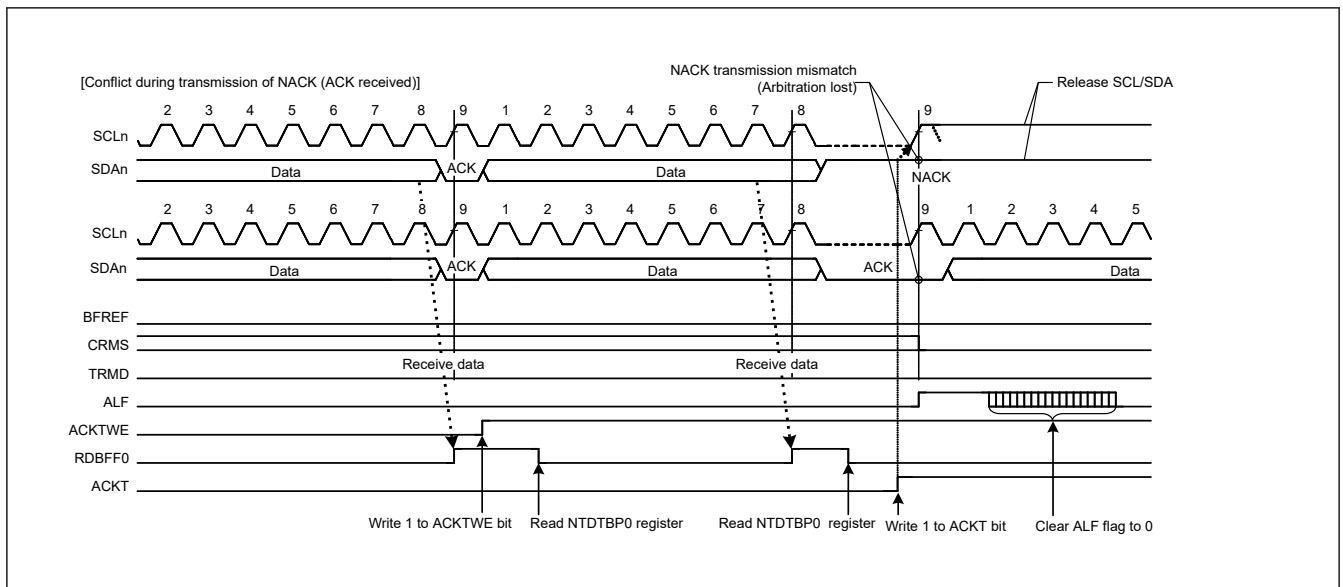 [Conflict during transmission of NACK (ACK received)]
NACK transmission mismatch
(Arbitration lost)
Release SCL/SDA
2 3 4 5 6 7 8 9 1 2 3 4 5 6 7 8 9
SCLn
SDAn Data ACK Data NACK
2 3 4 5 6 7 8 9 1 2 3 4 5 6 7 8 9 1 2 3 4 5
SCLn
SDAn Data ACK Data ACK Data
BFREF
CRMS
Receive data Receive data
TRMD
ALF
ACKTWE
RDBFF0
ACKT
Write 1 to ACKTWE bit Read NTDTBP0 register Read NTDTBP0 register Write 1 to ACKT bit Clear ALF flag to 0